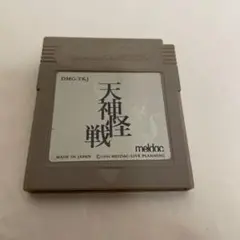 DMG-TKJ
天神怪戦
meldac
MADE IN JAPAN